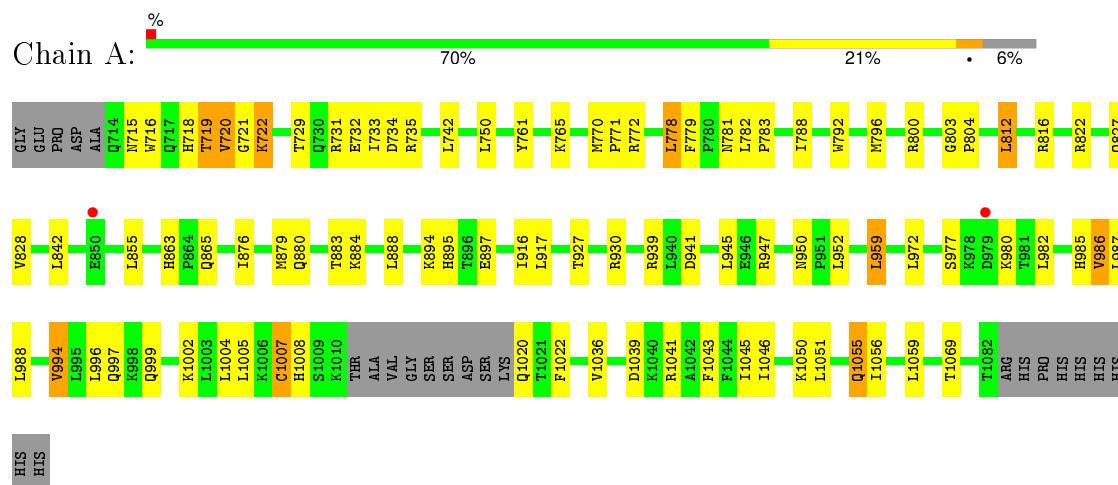 %
Chain A:
70% 21% • 6%
GLY GLU PRO ASP ALA Q714 N715 W716 Q717 H718 T719 V720 G721 K722 T729 Q730 R731 E732 I733 D734 R735 L742 L750 Y761 K765 M770 P771 R772 L778 F779 P780 N781 L782 P783 I788 W792 M796 R800 G803 P804 L812 R816 R822 Q827
V828 L842 E850 L855 H863 P864 Q865 I876 M879 Q880 T883 K884 L888 K894 H895 T896 E897 I916 L917 T927 R930 R939 L940 D941 L945 E946 R947 N950 P951 L952 L959 L972 S977 K978 D979 K980 T981 L982 H985 V986 L987
L988 V994 L995 L996 Q997 K998 Q999 K1002 L1003 L1004 L1005 K1006 C1007 H1008 S1009 K1010 THR ALA VAL GLY SER SER ASP SER LYS Q1020 T1021 F1022 V1036 D1039 K1040 R1041 A1042 F1043 F1044 I1045 I1046 K1050 L1051 Q1055 I1056 L1059 T1069 T1082 ARG HIS PRO HIS HIS HIS HIS
HIS HIS